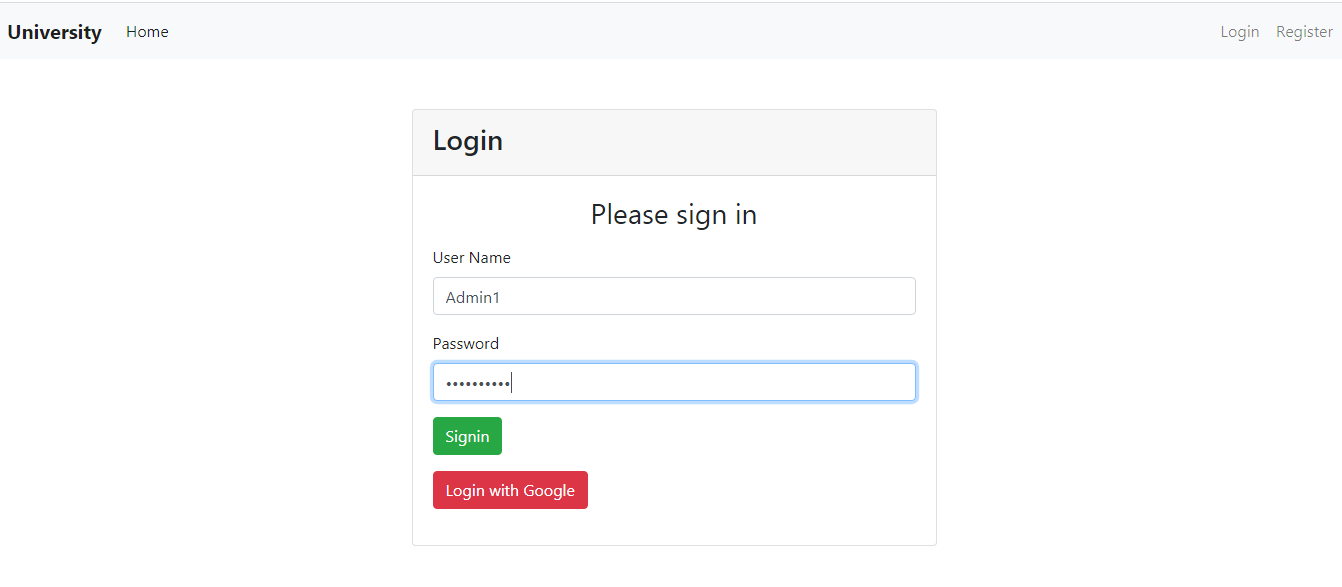 University Home Login Register
Login
Please sign in
User Name
Admin1
Password
••••••••••
Signin
Login with Google